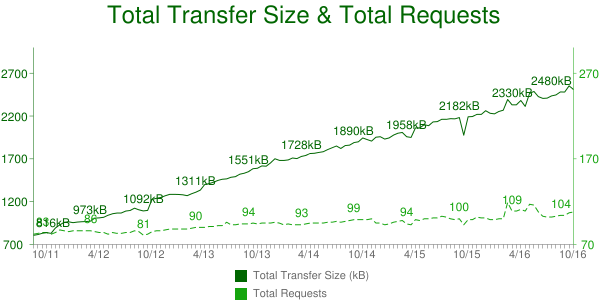 Total Transfer Size & Total Requests
2700 2480kB 270
2330kB
2200 2182kB
1958kB
1890kB
1728kB
1700 1551kB 170
1311kB
1200 1092kB
973kB
816kB
83 86 81 90 94 93 99 94 100 109 104
700 70
10/11 4/12 10/12 4/13 10/13 4/14 10/14 4/15 10/15 4/16 10/16
Total Transfer Size (kB)
Total Requests